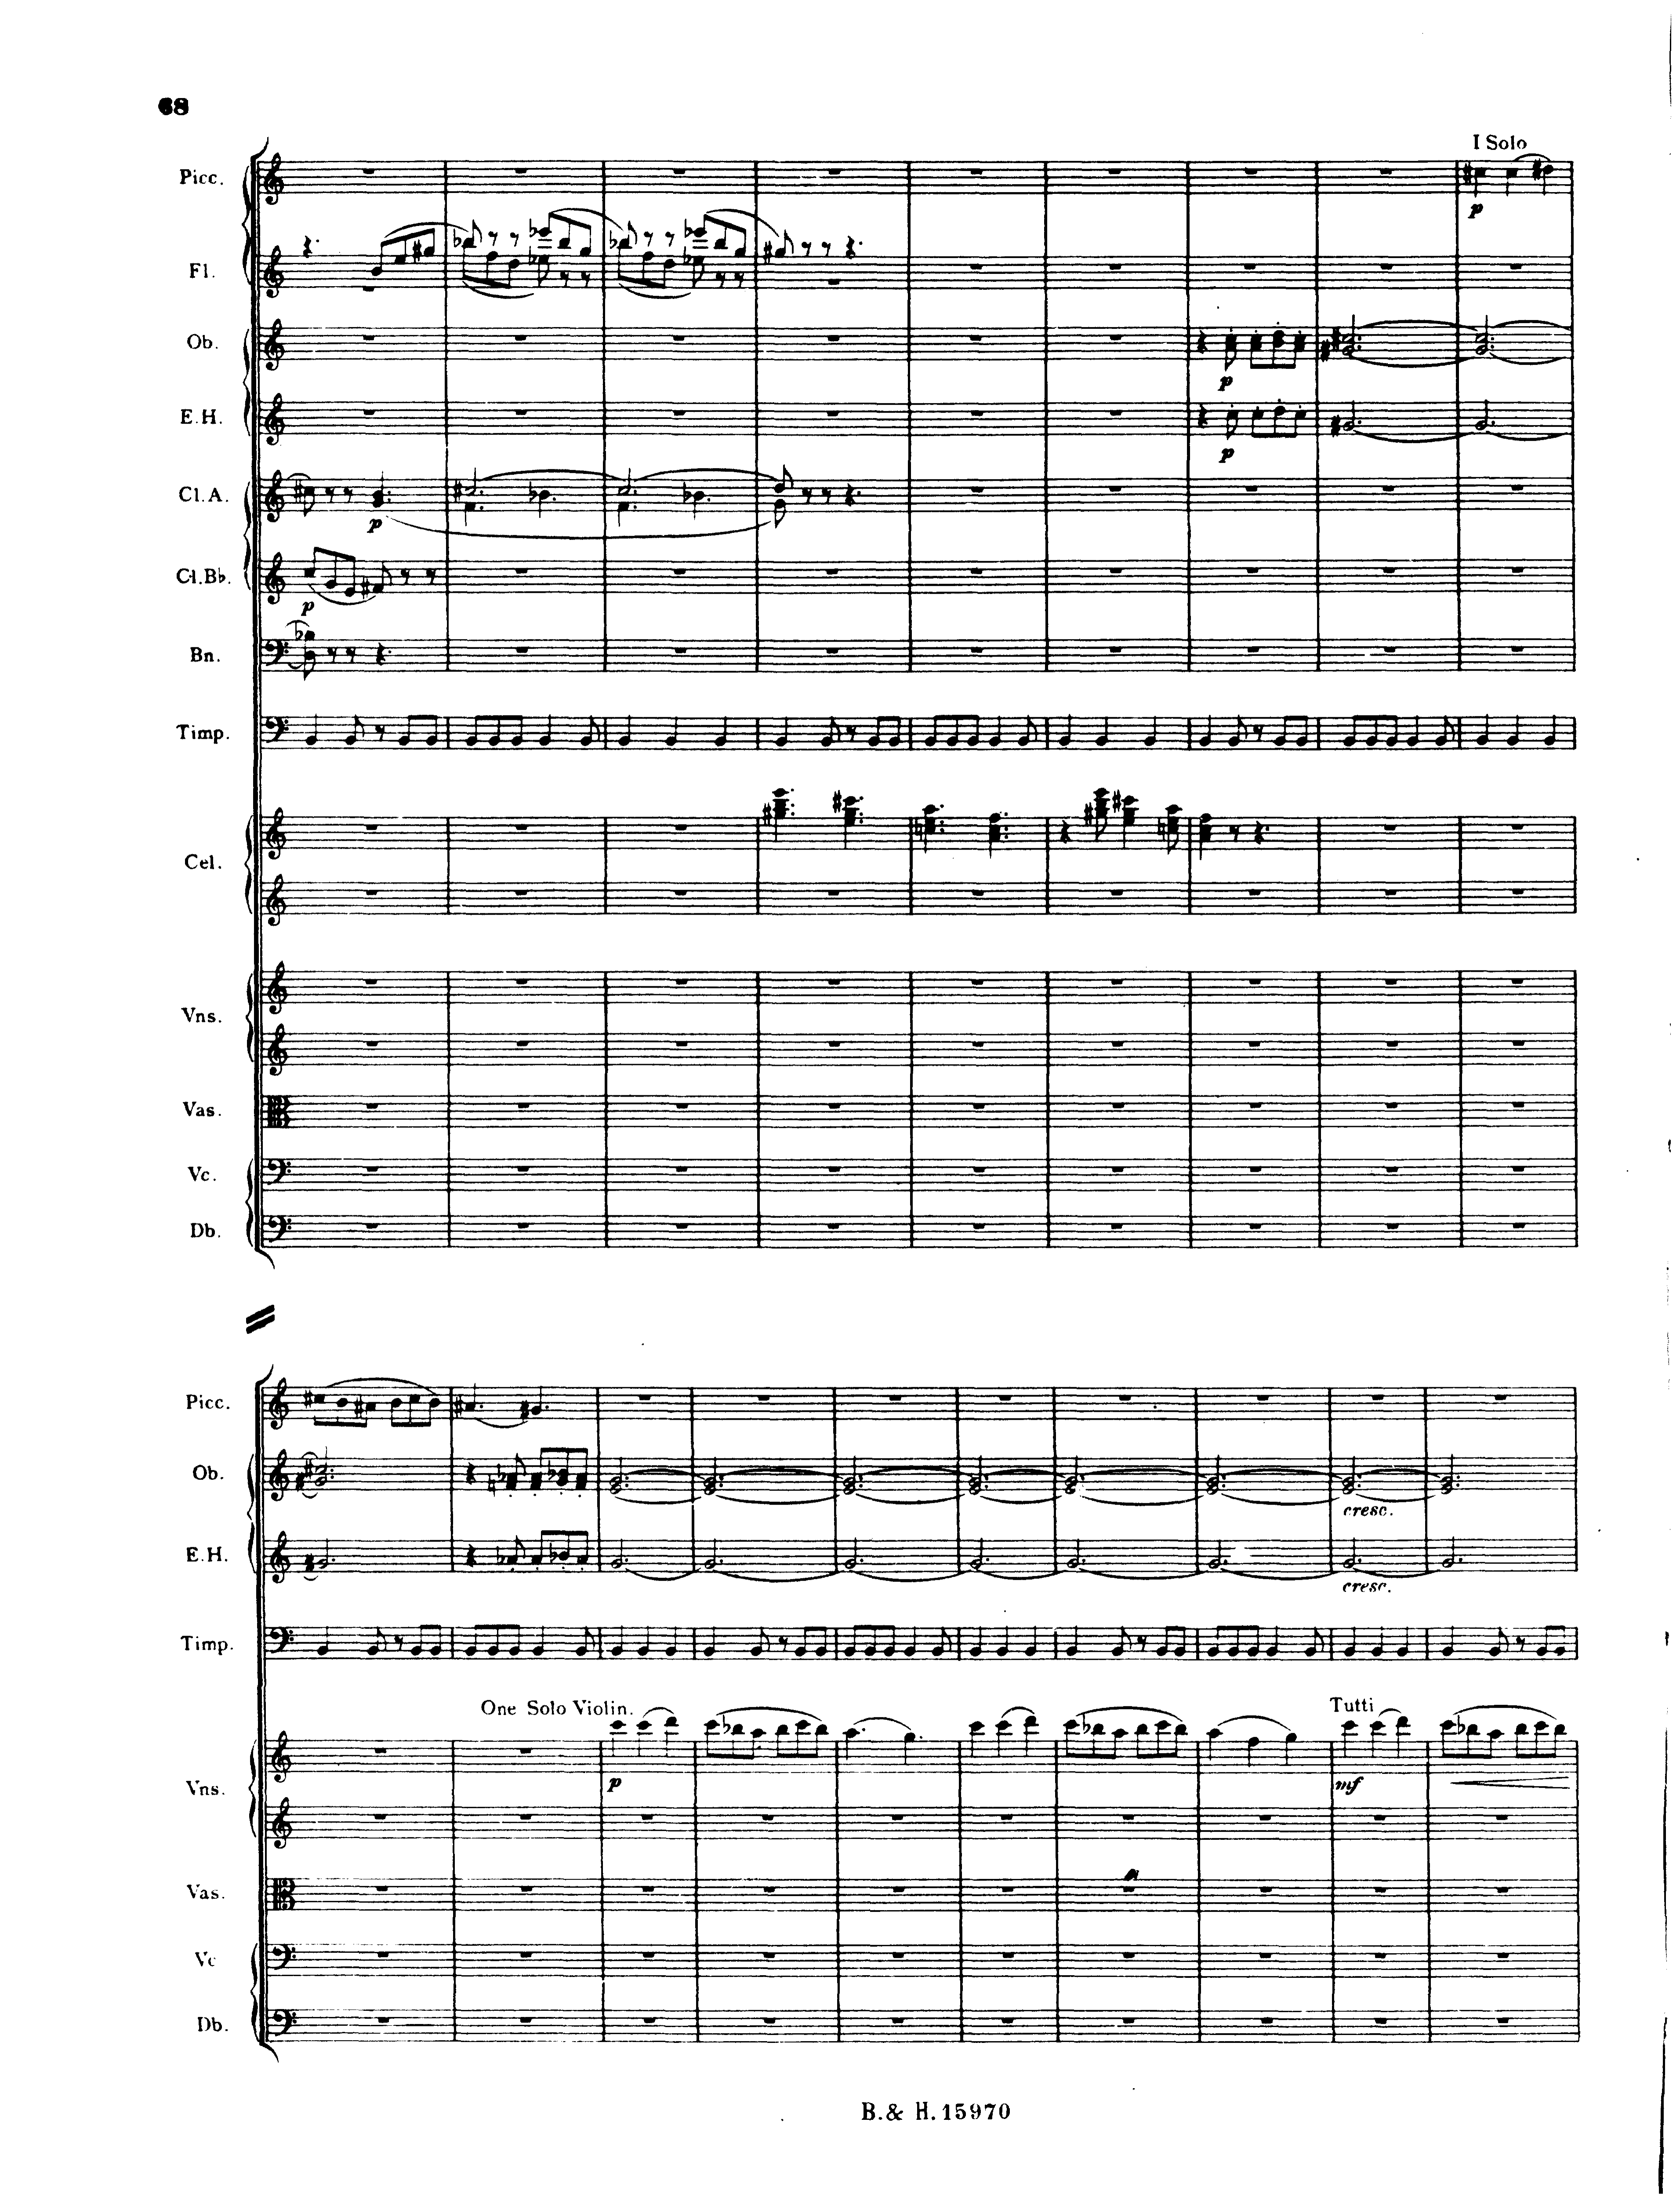 68
I Solo
Picc.
p
Fl.
Ob.
p
E.H.
p
Cl.A.
p
Cl.Bb.
p
Bn.
Timp.
Cel.
Vns.
Vas.
Vc.
Db.
Picc.
Ob.
cresc.
E.H.
cresc.
Timp.
One Solo Violin.
Tutti
p
mf
Vns.
Vas.
Vc
Db.
B.& H. 15970